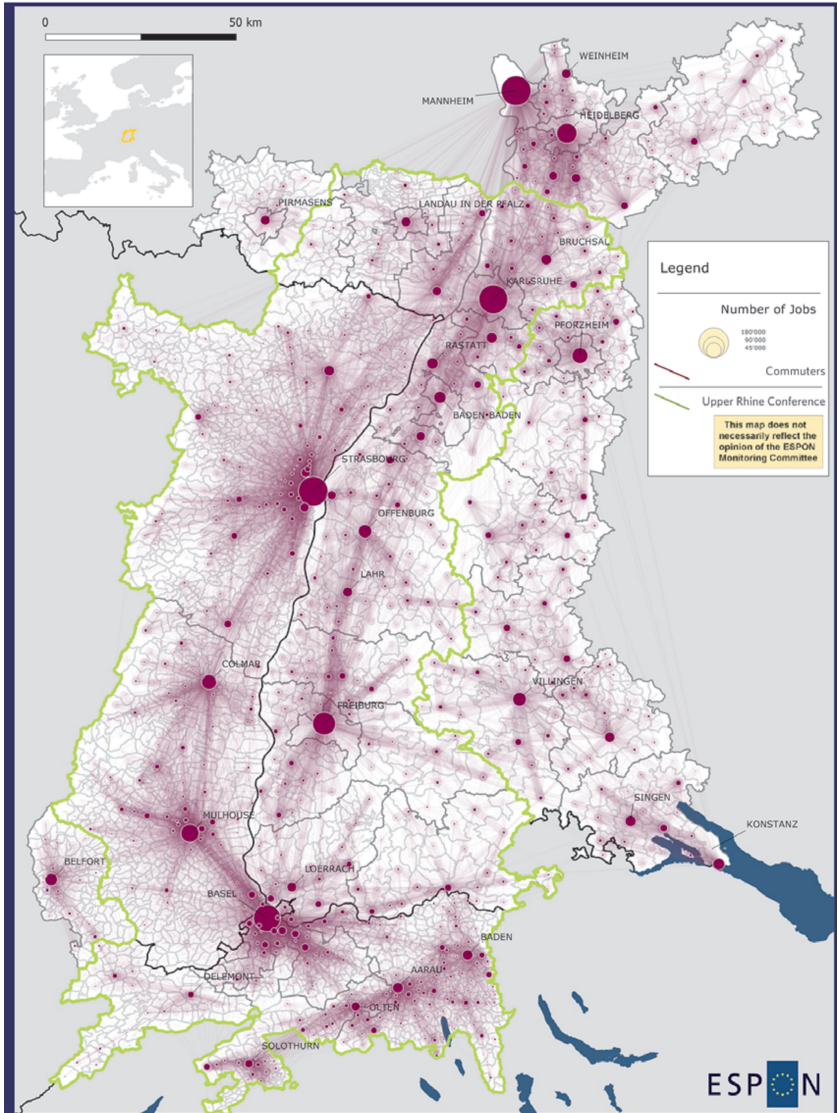 0
50 km
WEINHEIM
MANNHEIM
HEIDELBERG
PIRMASENS
LANDAU IN DER PFALZ
BRUCHSAL
KARLSRUHE
PFORZHEIM
RASTATT
BADEN-BADEN
STRASBOURG
OFFENBURG
LAHR
COLMAR
VILLINGEN
FREIBURG
SINGEN
MULHOUSE
KONSTANZ
BELFORT
LOERRACH
BASEL
BADEN
AARAU
DELEMONT
OLTEN
SOLOTHURN
Legend
Number of Jobs
180'000
90'000
45'000
Commuters
Upper Rhine Conference
This map does not
necessarily reflect the
opinion of the ESPON
Monitoring Committee
ESPON